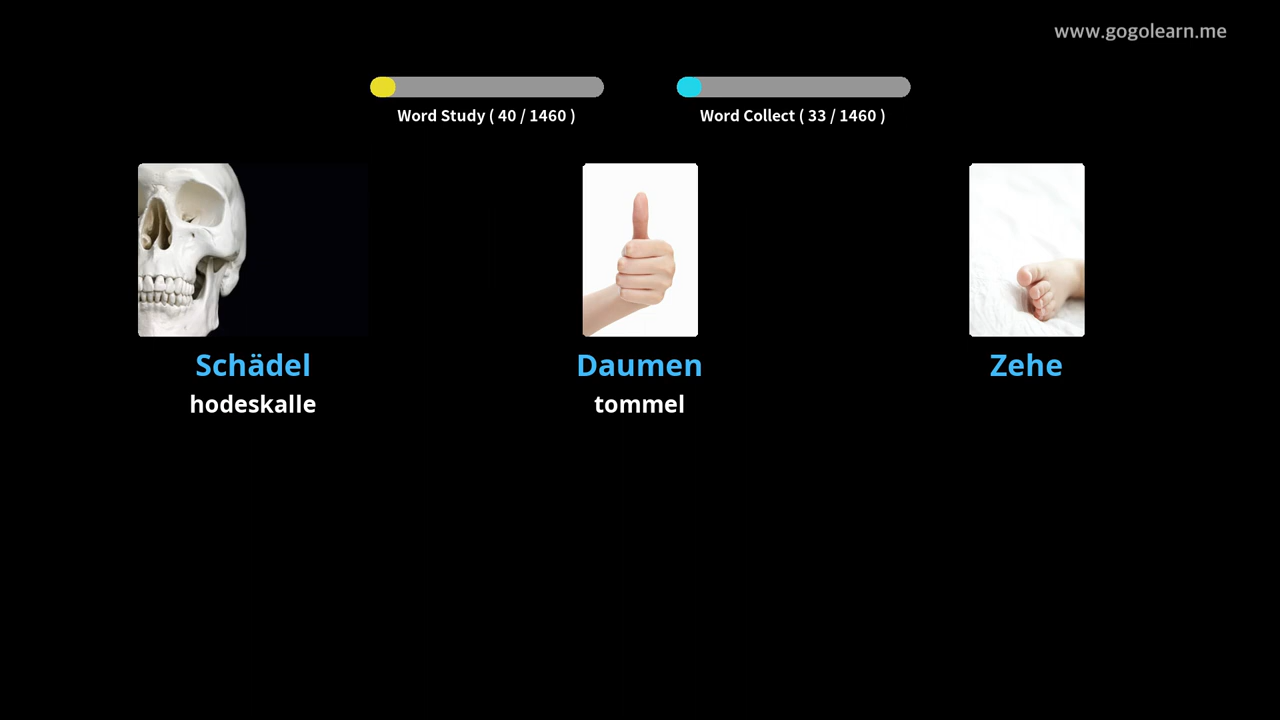 www.gogolearn.me
Word Study ( 40 / 1460 )
Word Collect ( 33 / 1460 )
Schädel
Daumen
Zehe
hodeskalle
tommel